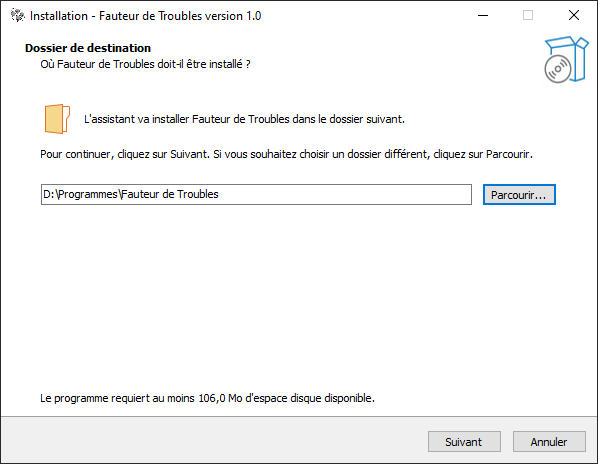 Installation - Fauteur de Troubles version 1.0
Dossier de destination
Où Fauteur de Troubles doit-il être installé ?
L'assistant va installer Fauteur de Troubles dans le dossier suivant.
Pour continuer, cliquez sur Suivant. Si vous souhaitez choisir un dossier différent, cliquez sur Parcourir.
D:\Programmes\Fauteur de Troubles
Parcourir...
Le programme requiert au moins 106,0 Mo d'espace disque disponible.
Suivant
Annuler